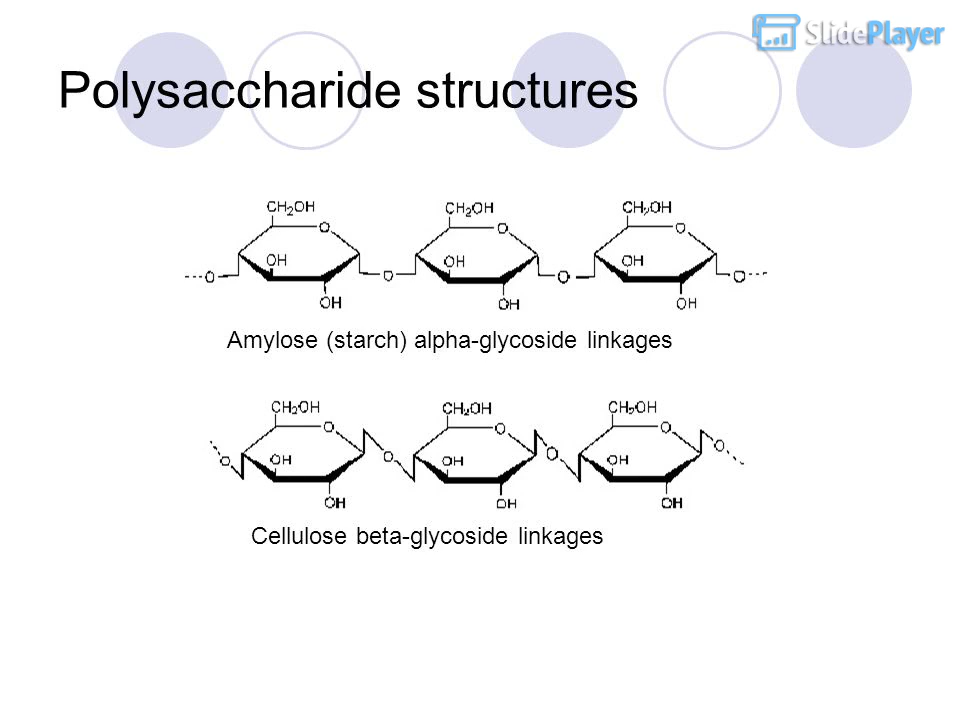 SlidePlayer
Polysaccharide structures
CH₂OH CH₂OH CH₂OH
O O O
OH OH OH
O O O O
OH OH OH
Amylose (starch) alpha-glycoside linkages
CH₂OH CH₂OH CH₂OH
O O O
O OH O OH O OH O
OH OH OH
Cellulose beta-glycoside linkages